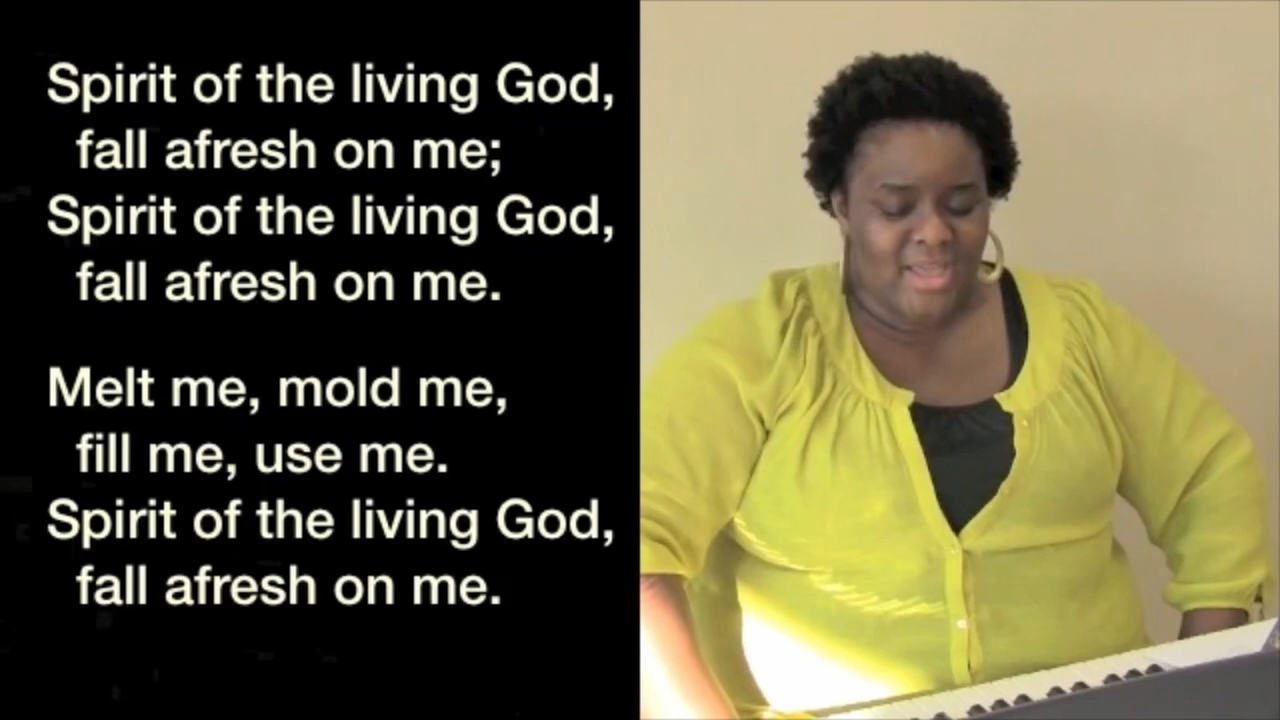 Spirit of the living God,
fall afresh on me;
Spirit of the living God,
fall afresh on me.
Melt me, mold me,
fill me, use me.
Spirit of the living God,
fall afresh on me.